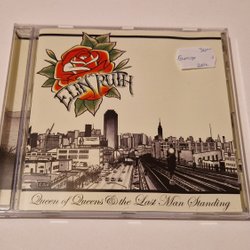 ELIN RUTH
Queen of Queens & the Last Man Standing